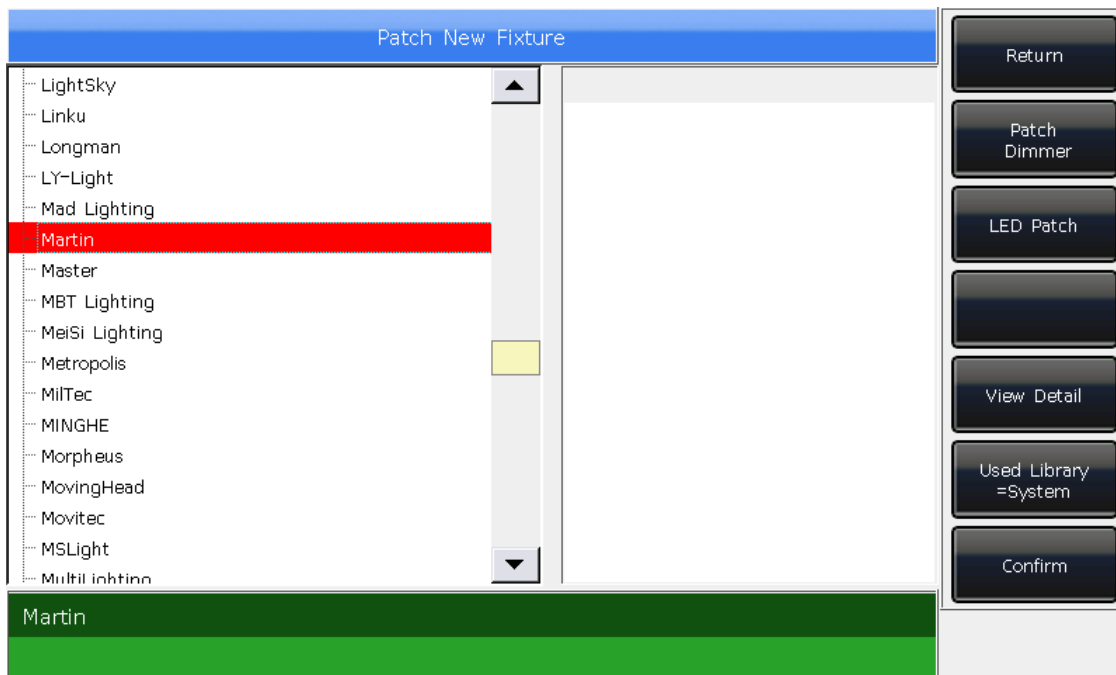 Patch New Fixture
LightSky
Linku
Longman
LY-Light
Mad Lighting
Martin
Master
MBT Lighting
MeiSi Lighting
Metropolis
MilTec
MINGHE
Morpheus
MovingHead
Movitec
MSLight
MultiLighting
Martin
Return
Patch
Dimmer
LED Patch
View Detail
Used Library
=System
Confirm